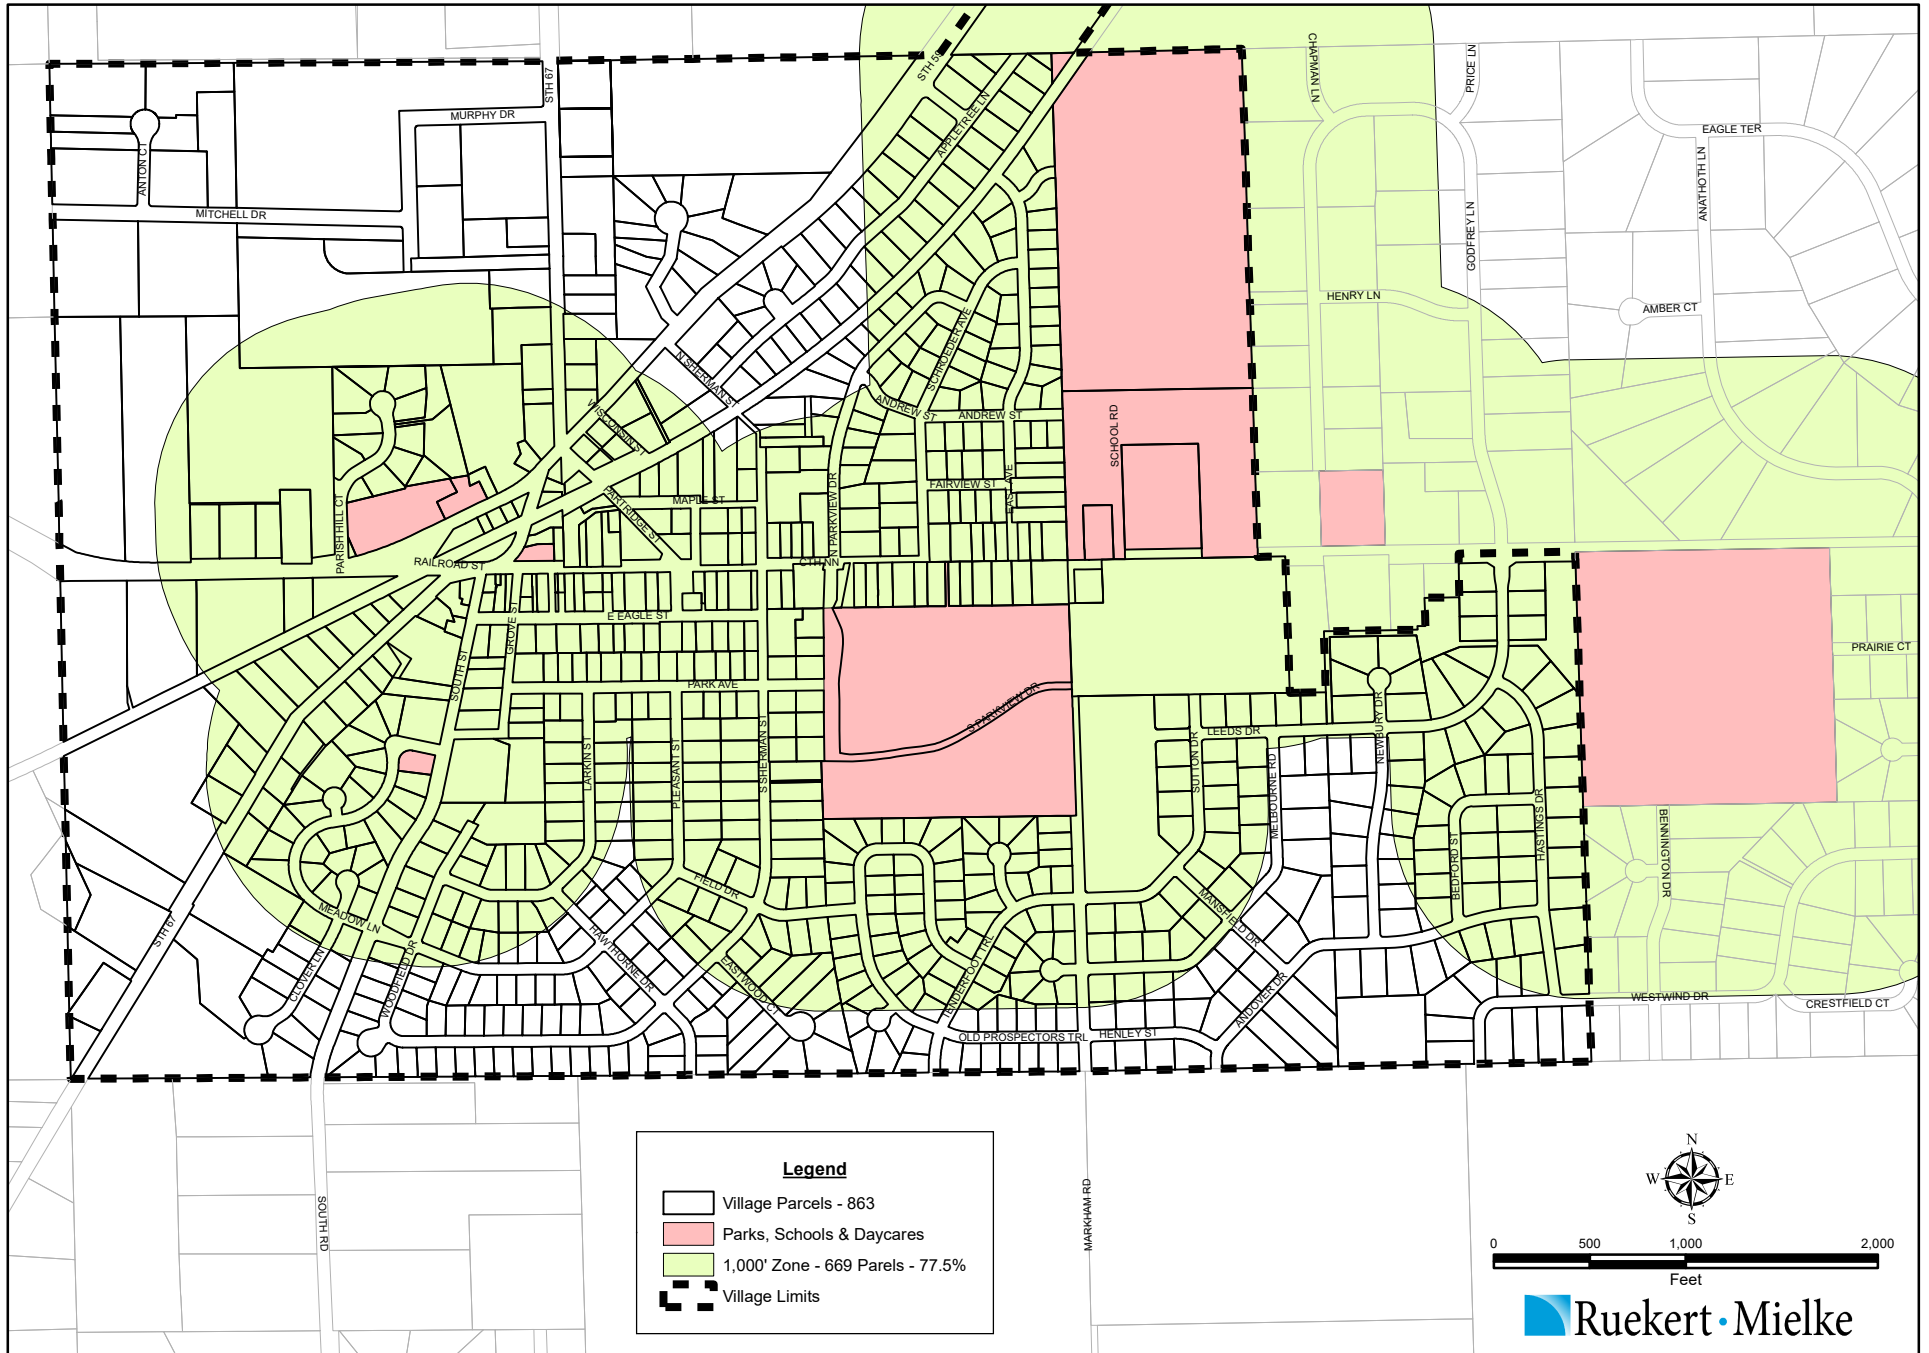 STH 59
STH 67
CHAPMAN LN
PRICE LN
MURPHY DR
APPLETREE LN
EAGLE TER
ANTON CT
ANATHOTH LN
MITCHELL DR
GODFREY LN
HENRY LN
AMBER CT
SCHROEDER AVE
N SHERMAN ST
WISCONSIN ST
ANDREW ST
ANDREW ST
SCHOOL RD
PARISH HILL CT
PARTRIDGE ST
MAPLE ST
N PARKVIEW DR
FAIRVIEW ST
EAST AVE
RAILROAD ST
CTH NN
GROVE ST
E EAGLE ST
PRAIRIE CT
SOUTH ST
PARK AVE
S PARKVIEW DR
LARKIN ST
PLEASANT ST
S SHERMAN ST
SUTTON DR
LEEDS DR
MELBOURNE RD
NEWBURY DR
BEDFORD ST
HASTINGS DR
BENNINGTON DR
FIELD DR
MANSFIELD DR
MEADOW LN
STH 67
CLOVER LN
WOODFIELD DR
HAWTHORNE DR
EASTWOOD CT
TENDERFOOT TRL
ANDOVER DR
WESTWIND DR
CRESTFIELD CT
OLD PROSPECTORS TRL
HENLEY ST
SOUTH RD
MARKHAM RD
Legend
Village Parcels - 863
Parks, Schools & Daycares
1,000' Zone - 669 Parels - 77.5%
Village Limits
N
W E
S
0 500 1,000 2,000
Feet
Ruekert·Mielke